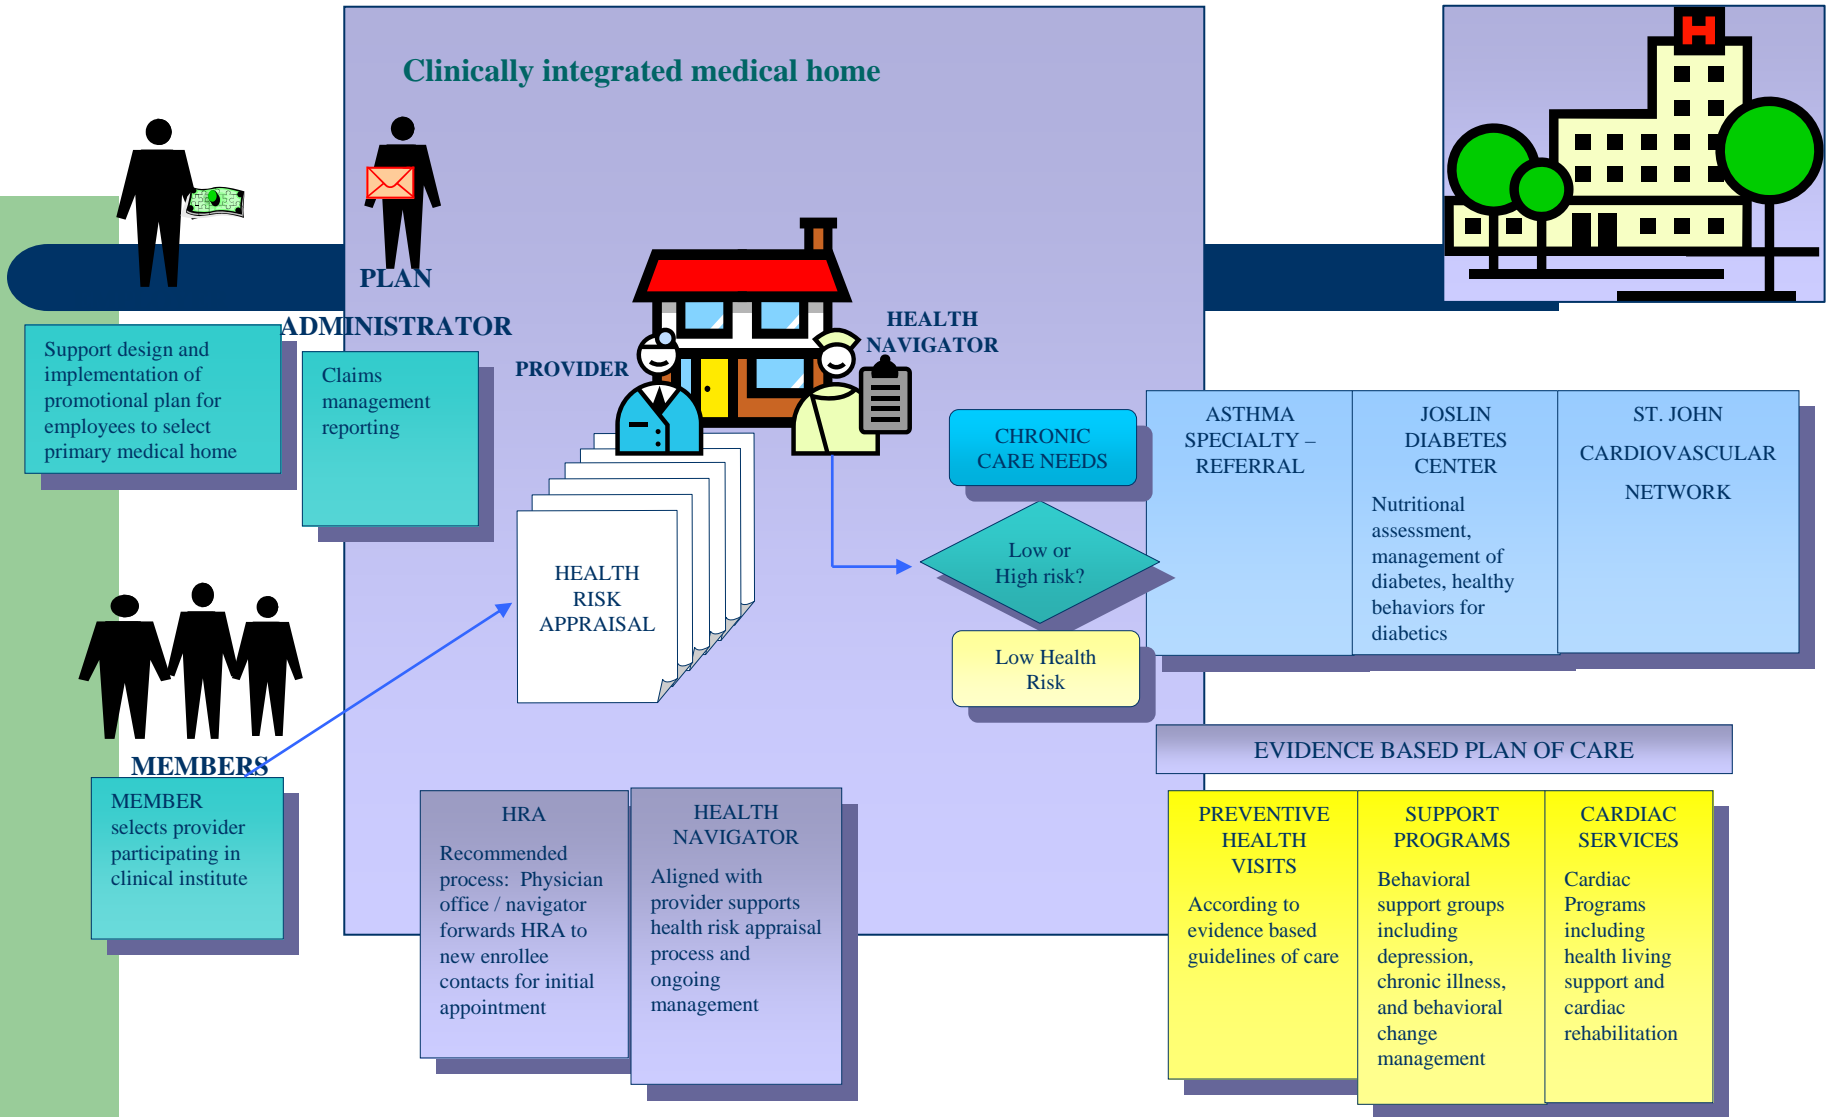 Clinically integrated medical home
PLAN
ADMINISTRATOR
Support design and
implementation of
promotional plan for
employees to select
primary medical home
Claims
management
reporting
PROVIDER
HEALTH
NAVIGATOR
HEALTH
RISK
APPRAISAL
CHRONIC
CARE NEEDS
Low or
High risk?
Low Health
Risk
ASTHMA
SPECIALTY –
REFERRAL
JOSLIN
DIABETES
CENTER
Nutritional
assessment,
management of
diabetes, healthy
behaviors for
diabetics
ST. JOHN
CARDIOVASCULAR
NETWORK
H
MEMBERS
MEMBER
selects provider
participating in
clinical institute
HRA
Recommended
process: Physician
office / navigator
forwards HRA to
new enrollee
contacts for initial
appointment
HEALTH
NAVIGATOR
Aligned with
provider supports
health risk appraisal
process and
ongoing
management
EVIDENCE BASED PLAN OF CARE
PREVENTIVE
HEALTH
VISITS
According to
evidence based
guidelines of care
SUPPORT
PROGRAMS
Behavioral
support groups
including
depression,
chronic illness,
and behavioral
change
management
CARDIAC
SERVICES
Cardiac
Programs
including
health living
support and
cardiac
rehabilitation